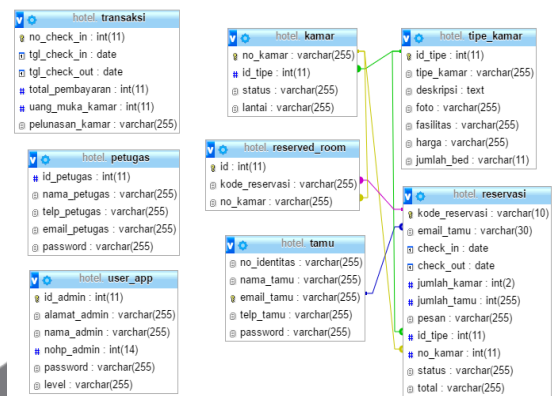 hotel transaksi
no_check_in : int(11)
tgl_check_in : date
tgl_check_out : date
total_pembayaran : int(11)
uang_muka_kamar : int(11)
pelunasan_kamar : varchar(255)
hotel petugas
id_petugas : int(11)
nama_petugas : varchar(255)
telp_petugas : varchar(255)
email_petugas : varchar(255)
password : varchar(255)
hotel user_app
id_admin : int(11)
alamat_admin : varchar(255)
nama_admin : varchar(255)
nohp_admin : int(14)
password : varchar(255)
level : varchar(255)
hotel kamar
no_kamar : varchar(255)
id_tipe : int(11)
status : varchar(255)
lantai : varchar(255)
hotel reserved_room
id : int(11)
kode_reservasi : varchar(255)
no_kamar : varchar(255)
hotel tamu
no_identitas : varchar(255)
nama_tamu : varchar(255)
email_tamu : varchar(255)
telp_tamu : varchar(255)
password : varchar(255)
hotel tipe_kamar
id_tipe : int(11)
tipe_kamar : varchar(255)
deskripsi : text
foto : varchar(255)
fasilitas : varchar(255)
harga : varchar(255)
jumlah_bed : varchar(11)
hotel reservasi
kode_reservasi : varchar(10)
email_tamu : varchar(30)
check_in : date
check_out : date
jumlah_kamar : int(2)
jumlah_tamu : int(255)
pesan : varchar(255)
id_tipe : int(11)
no_kamar : int(11)
status : varchar(255)
total : varchar(255)